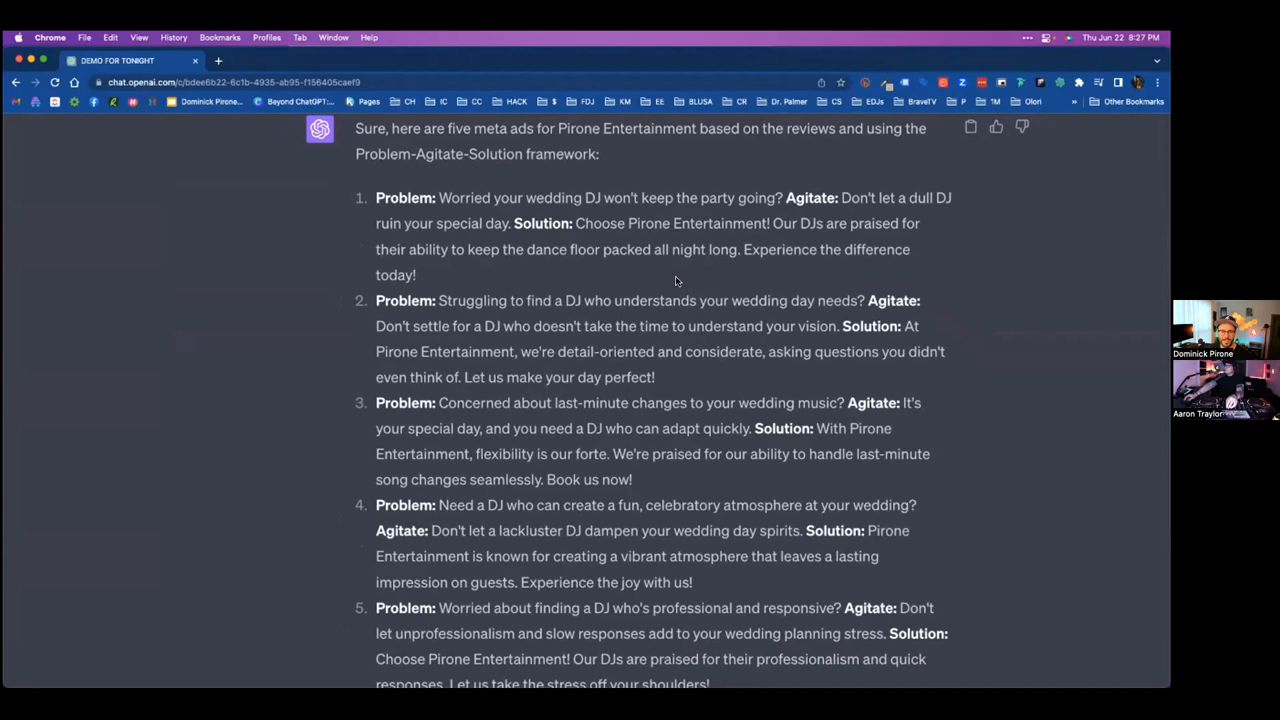 Chrome File Edit View History Bookmarks Profiles Tab Window Help Thu Jun 22 8:27 PM
DEMO FOR TONIGHT
chat.openai.com/c/bdee6b22-6c1b-4935-ab95-f156405caef9
Dominick Pirone... Beyond ChatGPT:... Pages CH IC CC HACK $ FDJ KM EE BLUSA CR Dr. Palmer CS EDJs BraveTV P 1M Olori » Other Bookmarks
Sure, here are five meta ads for Pirone Entertainment based on the reviews and using the
Problem-Agitate-Solution framework:
1. Problem: Worried your wedding DJ won't keep the party going? Agitate: Don't let a dull DJ
ruin your special day. Solution: Choose Pirone Entertainment! Our DJs are praised for
their ability to keep the dance floor packed all night long. Experience the difference
today!
2. Problem: Struggling to find a DJ who understands your wedding day needs? Agitate:
Don't settle for a DJ who doesn't take the time to understand your vision. Solution: At
Pirone Entertainment, we're detail-oriented and considerate, asking questions you didn't
even think of. Let us make your day perfect!
3. Problem: Concerned about last-minute changes to your wedding music? Agitate: It's
your special day, and you need a DJ who can adapt quickly. Solution: With Pirone
Entertainment, flexibility is our forte. We're praised for our ability to handle last-minute
song changes seamlessly. Book us now!
4. Problem: Need a DJ who can create a fun, celebratory atmosphere at your wedding?
Agitate: Don't let a lackluster DJ dampen your wedding day spirits. Solution: Pirone
Entertainment is known for creating a vibrant atmosphere that leaves a lasting
impression on guests. Experience the joy with us!
5. Problem: Worried about finding a DJ who's professional and responsive? Agitate: Don't
let unprofessionalism and slow responses add to your wedding planning stress. Solution:
Choose Pirone Entertainment! Our DJs are praised for their professionalism and quick
responses. Let us take the stress off your shoulders!
Dominick Pirone
Aaron Traylor